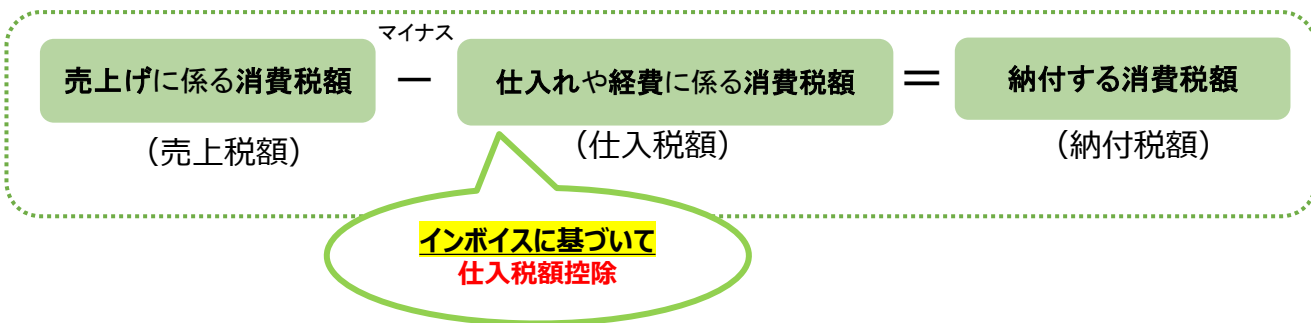 マイナス
売上げに係る消費税額 － 仕入れや経費に係る消費税額 ＝ 納付する消費税額
（売上税額） （仕入税額） （納付税額）
インボイスに基づいて
仕入税額控除